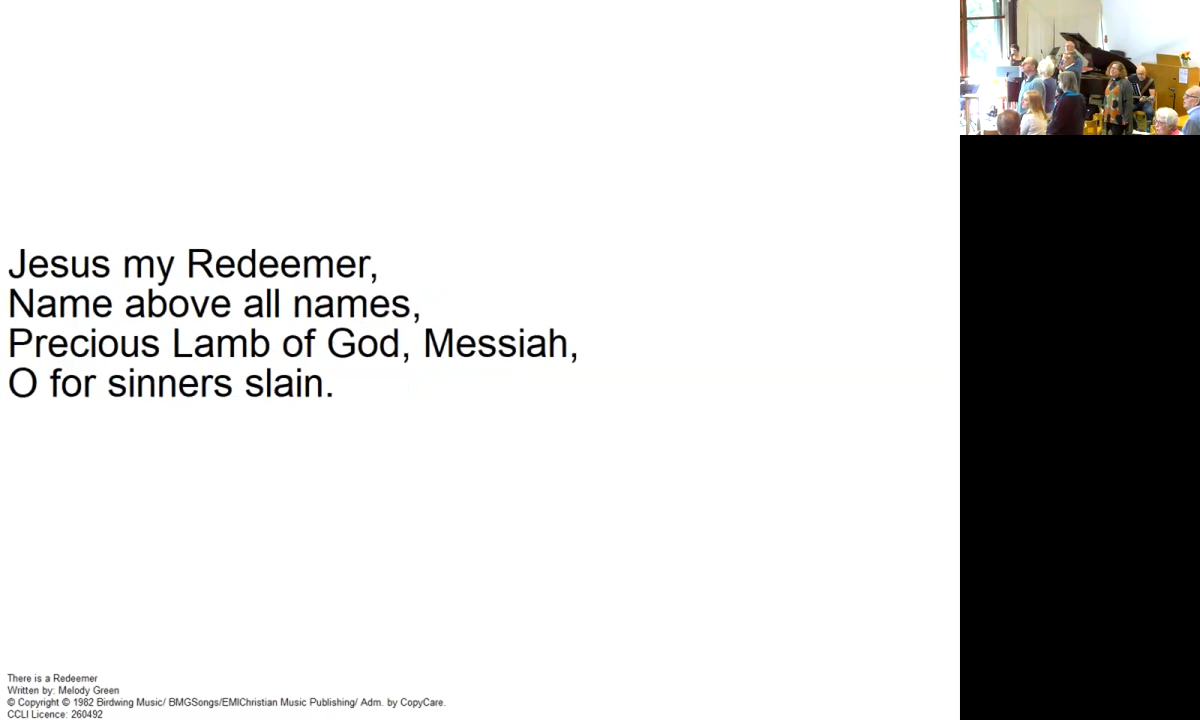 Jesus my Redeemer,
Name above all names,
Precious Lamb of God, Messiah,
O for sinners slain.
There is a Redeemer
Written by: Melody Green
© Copyright © 1982 Birdwing Music/ BMGSongs/EMIChristian Music Publishing/ Adm. by CopyCare.
CCLI Licence: 260492